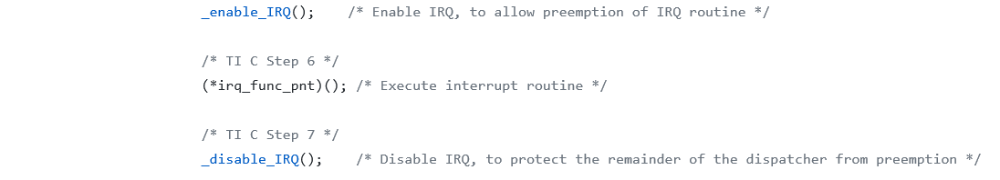 _enable_IRQ(); /* Enable IRQ, to allow preemption of IRQ routine */
/* TI C Step 6 */
(*irq_func_pnt)(); /* Execute interrupt routine */
/* TI C Step 7 */
_disable_IRQ(); /* Disable IRQ, to protect the remainder of the dispatcher from preemption */